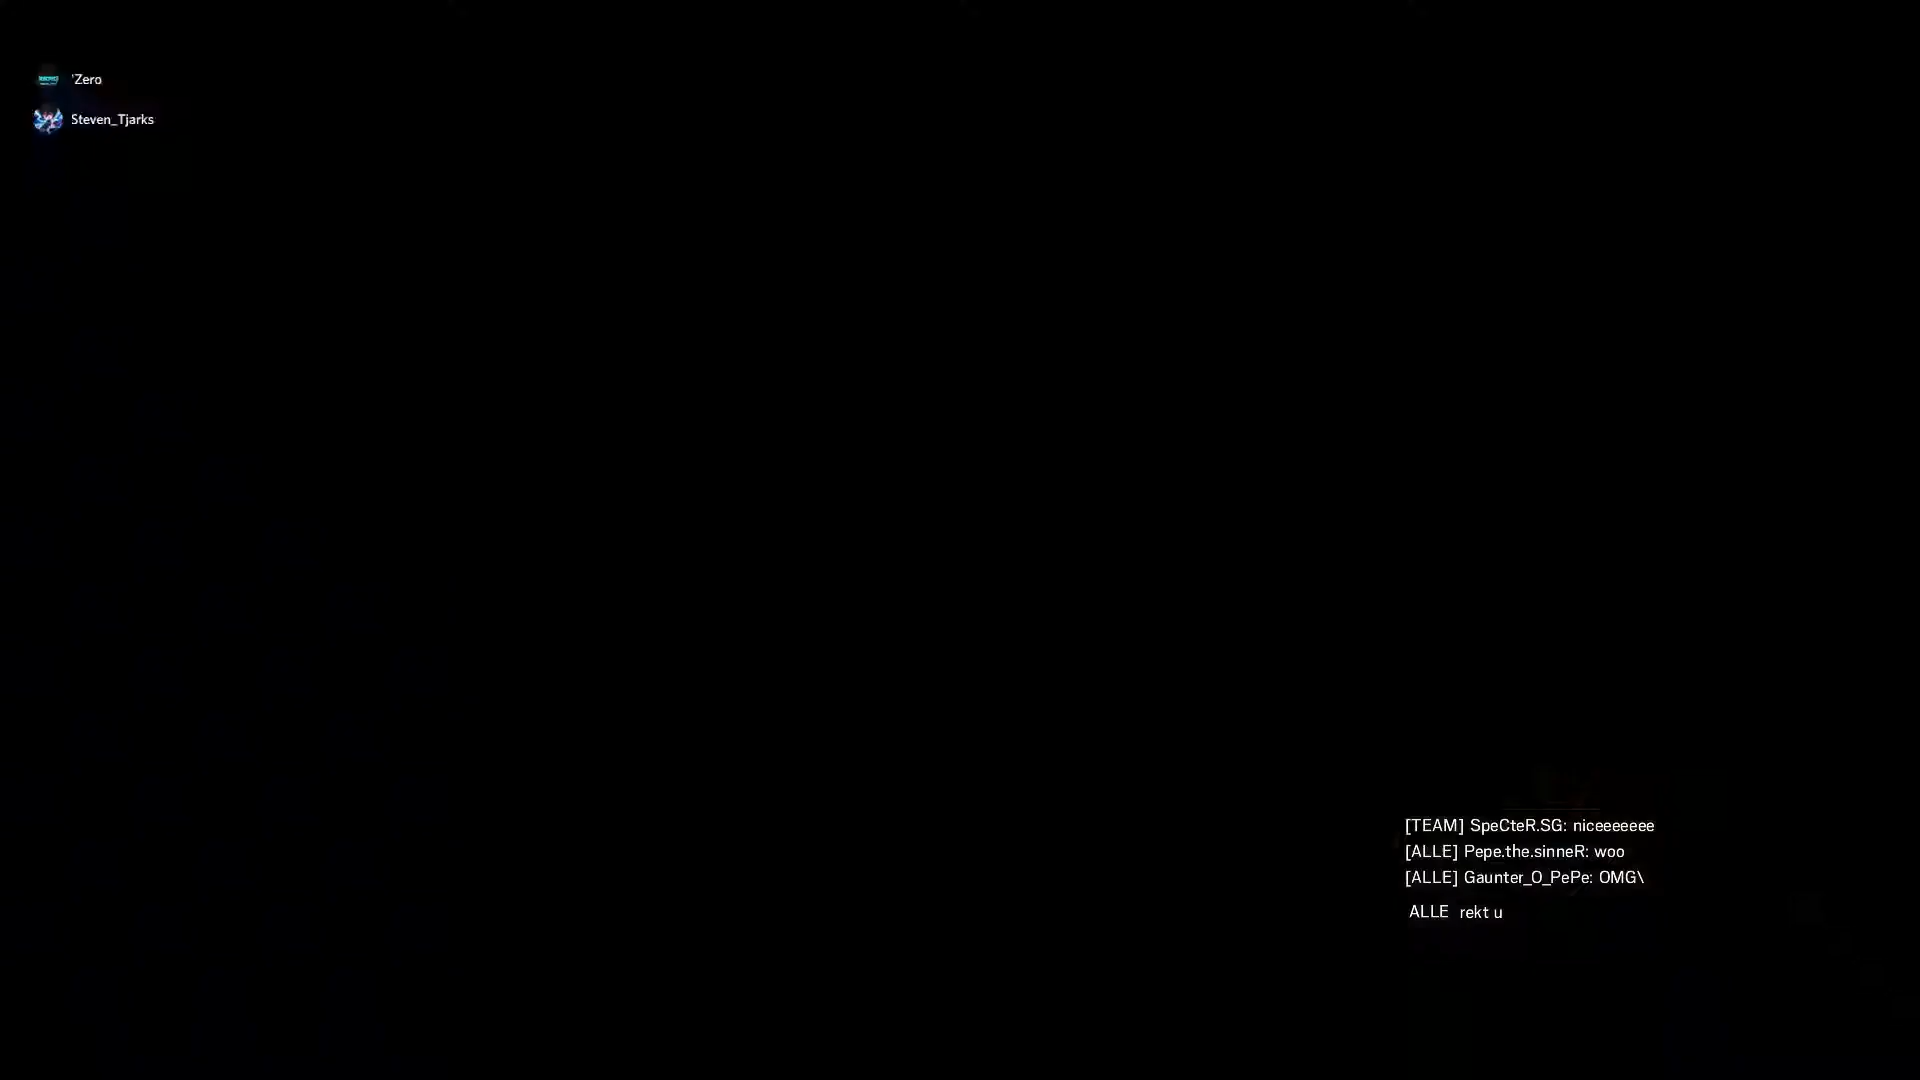 'Zero
Steven_Tjarks
[TEAM] SpeCteR.SG: niceeeeeee
[ALLE] Pepe.the.sinneR: woo
[ALLE] Gaunter_O_PePe: OMG\
ALLE rekt u